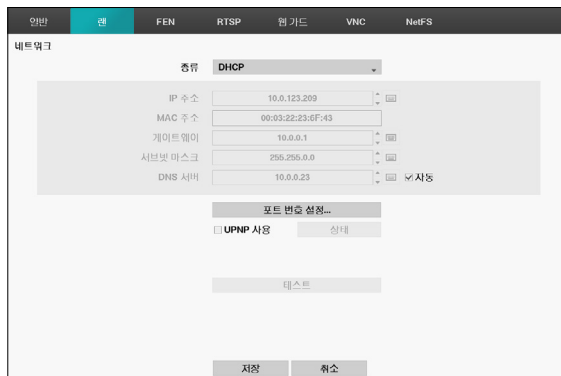 일반 랜 FEN RTSP 웹 가드 VNC NetFS
네트워크
종류 DHCP
IP 주소 10.0.123.209
MAC 주소 00:03:22:23:6F:43
게이트웨이 10.0.0.1
서브넷 마스크 255.255.0.0
DNS 서버 10.0.0.23 자동
포트 번호 설정...
UPNP 사용 상태
테스트
저장 취소